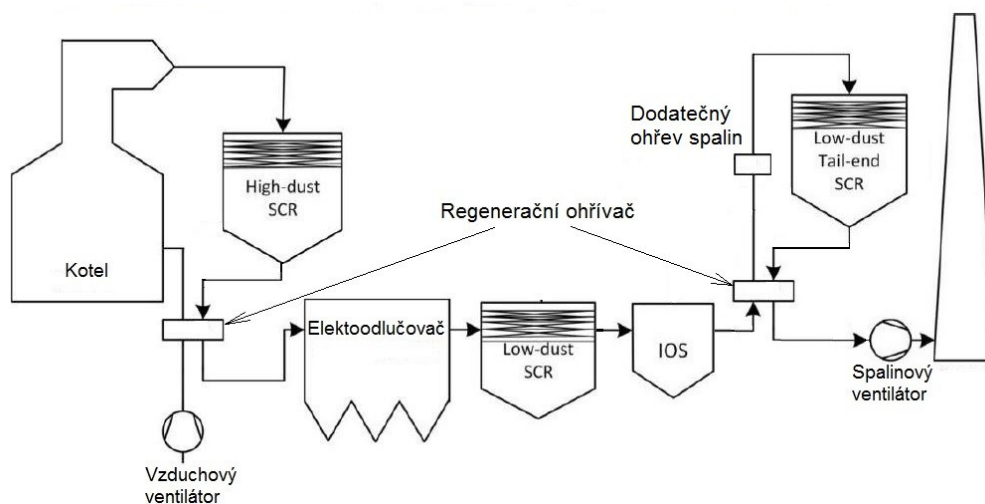 Kotel
High-dust
SCR
Regenerační ohřívač
Vzduchový
ventilátor
Elektoodlučovač
Low-dust
SCR
IOS
Dodatečný
ohřev spalin
Low-dust
Tail-end
SCR
Spalinový
ventilátor